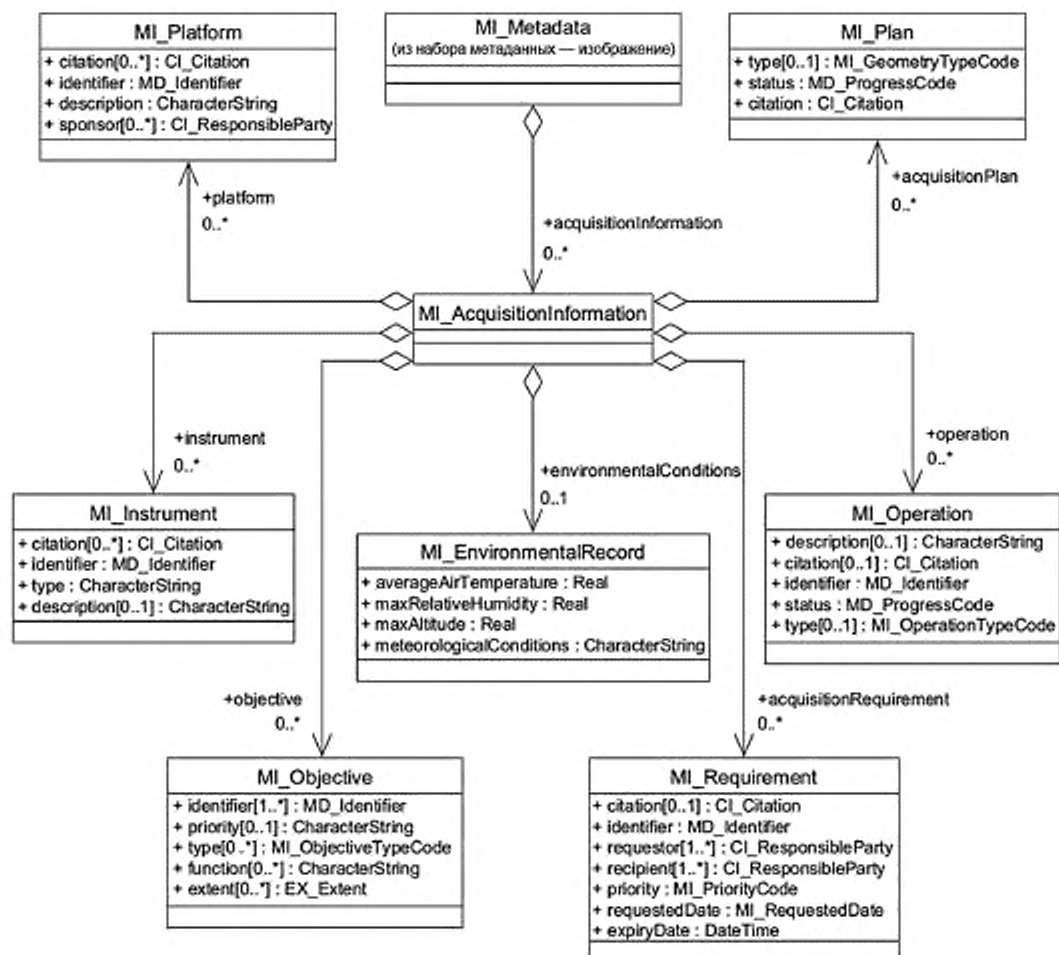 MI_Platform
+ citation[0..*] : CI_Citation
+ identifier : MD_Identifier
+ description : CharacterString
+ sponsor[0..*] : CI_ResponsibleParty
MI_Metadata
(из набора метаданных — изображение)
MI_Plan
+ type[0..1] : MI_GeometryTypeCode
+ status : MD_ProgressCode
+ citation : CI_Citation
+platform
0..*
+acquisitionInformation
0..*
+acquisitionPlan
0..*
MI_AcquisitionInformation
+instrument
0..*
+environmentalConditions
0..1
+operation
0..*
MI_Instrument
+ citation[0..*] : CI_Citation
+ identifier : MD_Identifier
+ type : CharacterString
+ description[0..1] : CharacterString
MI_EnvironmentalRecord
+ averageAirTemperature : Real
+ maxRelativeHumidity : Real
+ maxAltitude : Real
+ meteorologicalConditions : CharacterString
MI_Operation
+ description[0..1] : CharacterString
+ citation[0..1] : CI_Citation
+ identifier : MD_Identifier
+ status : MD_ProgressCode
+ type[0..1] : MI_OperationTypeCode
+objective
0..*
+acquisitionRequirement
0..*
MI_Objective
+ identifier[1..*] : MD_Identifier
+ priority[0..1] : CharacterString
+ type[0..*] : MI_ObjectiveTypeCode
+ function[0..*] : CharacterString
+ extent[0..*] : EX_Extent
MI_Requirement
+ citation[0..1] : CI_Citation
+ identifier : MD_Identifier
+ requestor[1..*] : CI_ResponsibleParty
+ recipient[1..*] : CI_ResponsibleParty
+ priority : MI_PriorityCode
+ requestedDate : MI_RequestedDate
+ expiryDate : DateTime